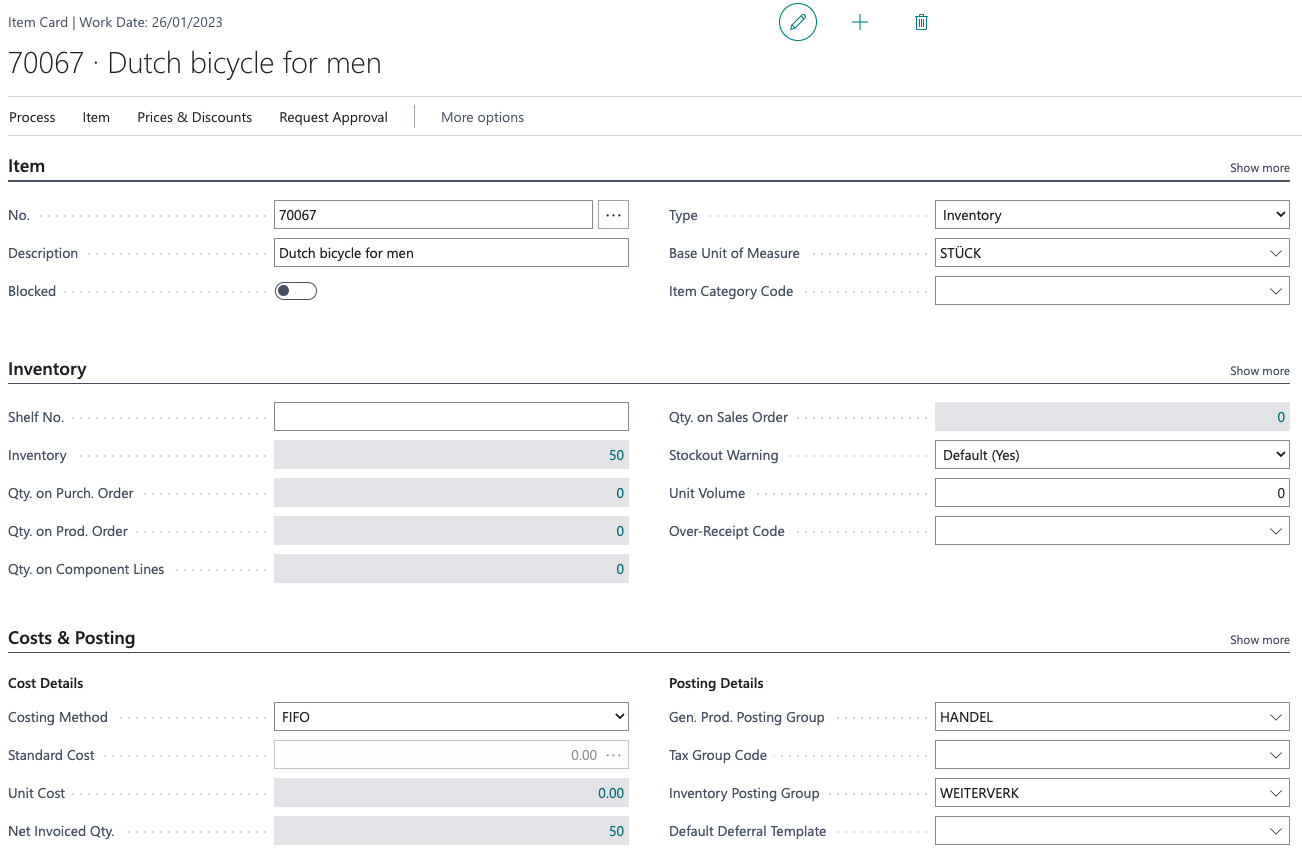 Item Card | Work Date: 26/01/2023
70067 · Dutch bicycle for men
Process Item Prices & Discounts Request Approval More options
Item Show more
No. 70067 ···
Type Inventory
Description Dutch bicycle for men
Base Unit of Measure STÜCK
Blocked
Item Category Code
Inventory Show more
Shelf No.
Qty. on Sales Order 0
Inventory 50
Stockout Warning Default (Yes)
Qty. on Purch. Order 0
Unit Volume 0
Qty. on Prod. Order 0
Over-Receipt Code
Qty. on Component Lines 0
Costs & Posting Show more
Cost Details
Posting Details
Costing Method FIFO
Gen. Prod. Posting Group HANDEL
Standard Cost 0.00 ···
Tax Group Code
Unit Cost 0.00
Inventory Posting Group WEITERVERK
Net Invoiced Qty. 50
Default Deferral Template